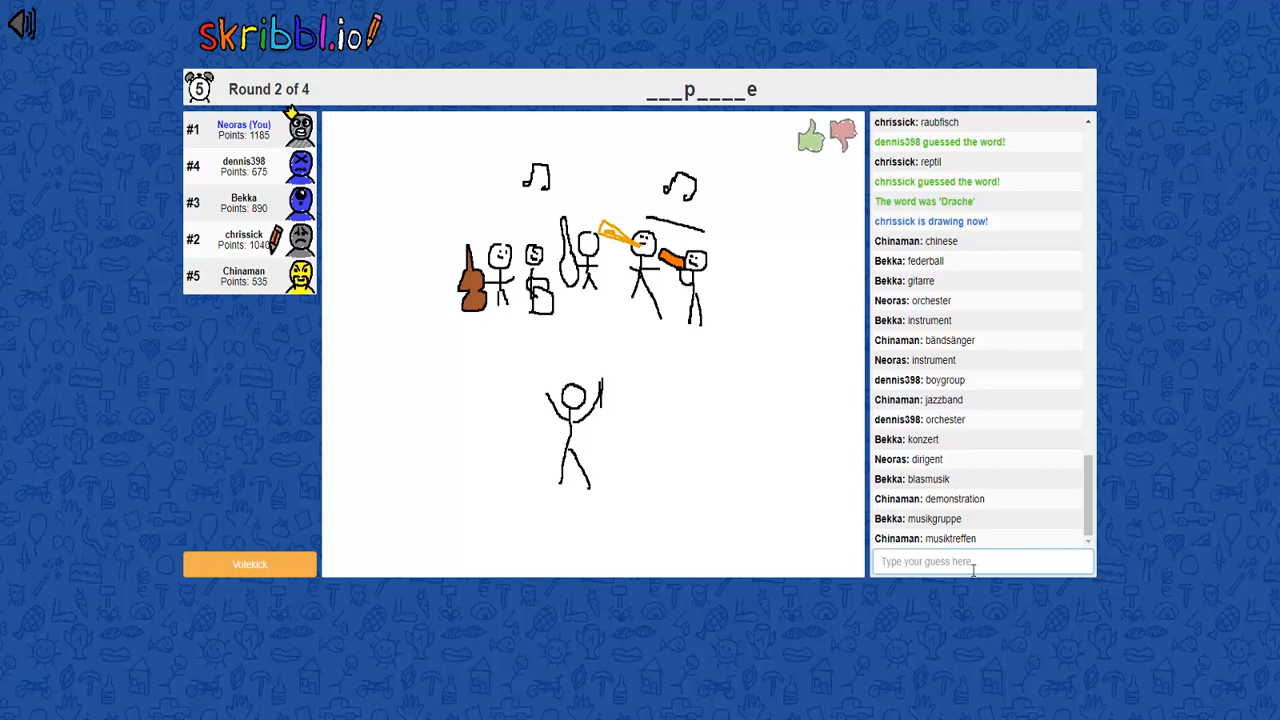 skribbl.io
5
Round 2 of 4
___p____e
#1
Neoras (You)
Points: 1185
#4
dennis398
Points: 675
#3
Bekka
Points: 890
#2
chrissick
Points: 1040
#5
Chinaman
Points: 535
Votekick
chrissick: raubfisch
dennis398 guessed the word!
chrissick: reptil
chrissick guessed the word!
The word was 'Drache'
chrissick is drawing now!
Chinaman: chinese
Bekka: federball
Bekka: gitarre
Neoras: orchester
Bekka: instrument
Chinaman: bändsänger
Neoras: instrument
dennis398: boygroup
Chinaman: jazzband
dennis398: orchester
Bekka: konzert
Neoras: dirigent
Bekka: blasmusik
Chinaman: demonstration
Bekka: musikgruppe
Chinaman: musiktreffen
Type your guess here...